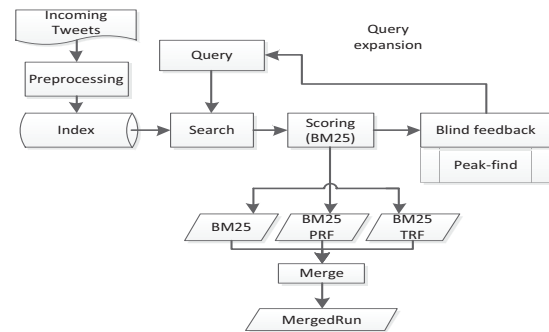 Incoming
Tweets
Query
expansion
Query
Preprocessing
Index
Search
Scoring
(BM25)
Blind feedback
Peak-find
BM25
BM25
PRF
BM25
TRF
Merge
MergedRun